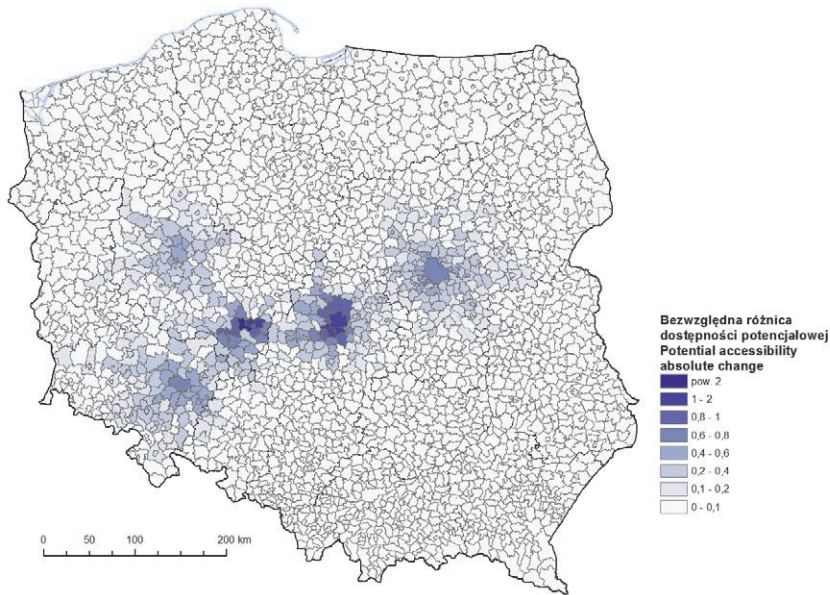 Bezwzględna różnica
dostępności potencjałowej
Potential accessibility
absolute change
pow. 2
1 - 2
0,8 - 1
0,6 - 0,8
0,4 - 0,6
0,2 - 0,4
0,1 - 0,2
0 - 0,1
0 50 100 200 km